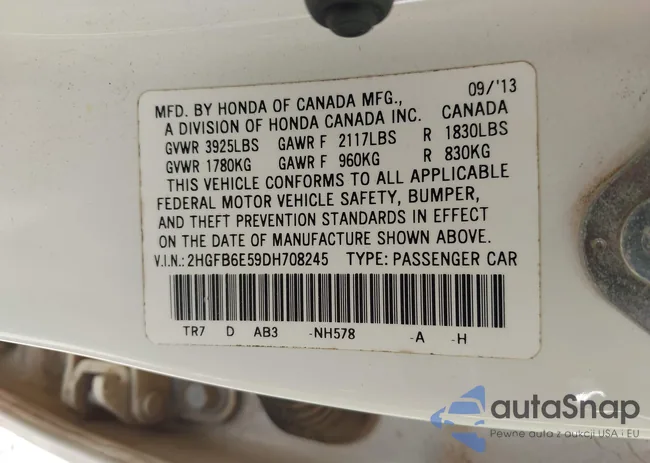 09/'13
MFD. BY HONDA OF CANADA MFG., CANADA
A DIVISION OF HONDA CANADA INC.
GVWR 3925LBS GAWR F 2117LBS R 1830LBS
GVWR 1780KG GAWR F 960KG R 830KG
THIS VEHICLE CONFORMS TO ALL APPLICABLE
FEDERAL MOTOR VEHICLE SAFETY, BUMPER,
AND THEFT PREVENTION STANDARDS IN EFFECT
ON THE DATE OF MANUFACTURE SHOWN ABOVE.
V.I.N.: 2HGFB6E59DH708245 TYPE: PASSENGER CAR
TR7 D AB3 -NH578 -A -H
autaSnap
Pewne auta z aukcji USA i EU